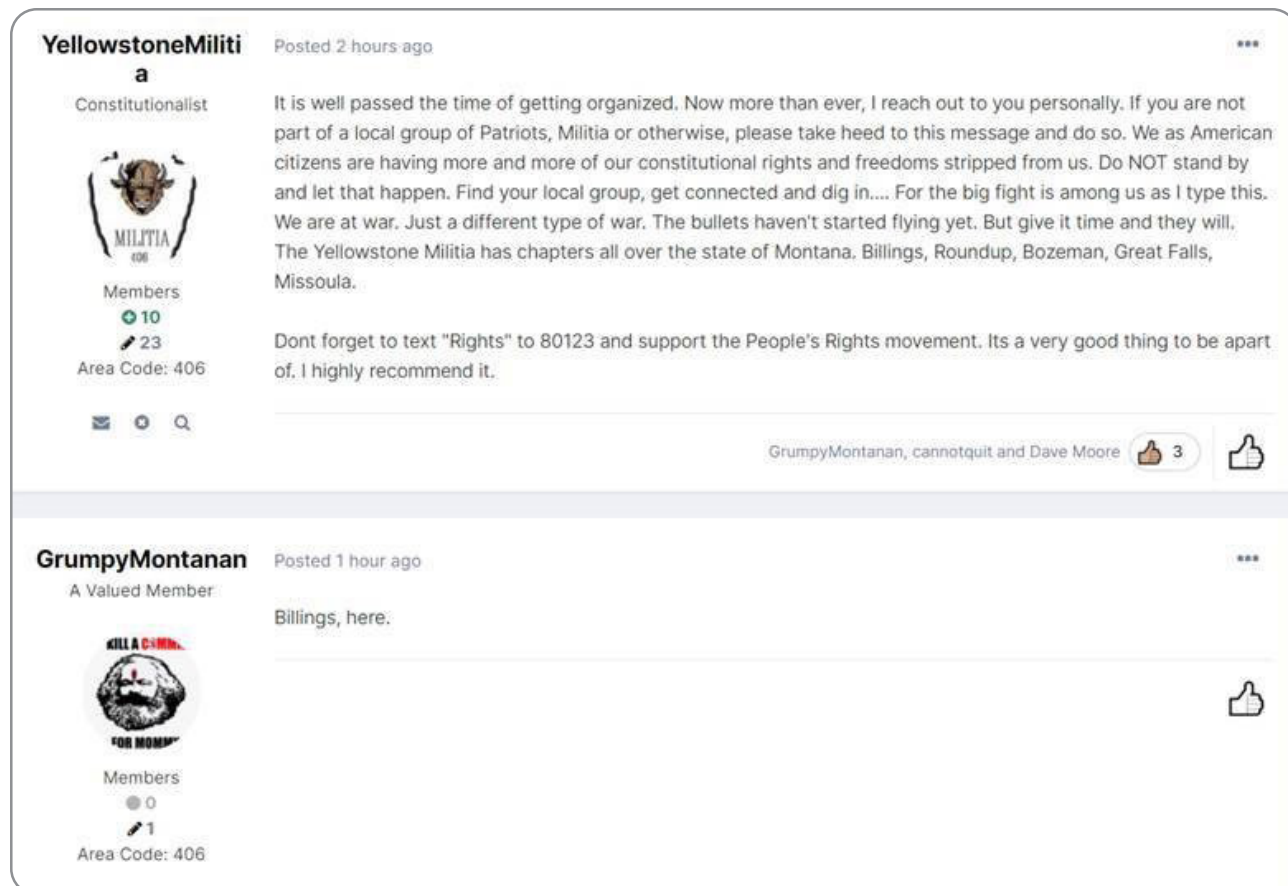 YellowstoneMiliti
a
Constitutionalist
MILITIA
406
Members
10
23
Area Code: 406
Posted 2 hours ago
It is well passed the time of getting organized. Now more than ever, I reach out to you personally. If you are not
part of a local group of Patriots, Militia or otherwise, please take heed to this message and do so. We as American
citizens are having more and more of our constitutional rights and freedoms stripped from us. Do NOT stand by
and let that happen. Find your local group, get connected and dig in.... For the big fight is among us as I type this.
We are at war. Just a different type of war. The bullets haven't started flying yet. But give it time and they will.
The Yellowstone Militia has chapters all over the state of Montana. Billings, Roundup, Bozeman, Great Falls,
Missoula.
Dont forget to text "Rights" to 80123 and support the People's Rights movement. Its a very good thing to be apart
of. I highly recommend it.
GrumpyMontanan, cannotquit and Dave Moore 3
GrumpyMontanan
A Valued Member
KILL A COMM
FOR MOMMY
Members
0
1
Area Code: 406
Posted 1 hour ago
Billings, here.